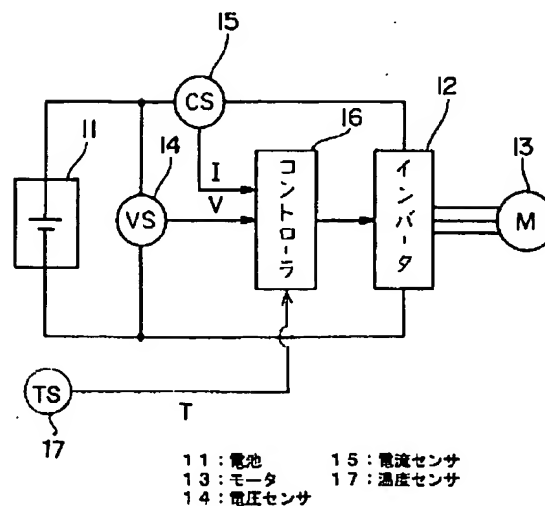 15
CS
12
16
13
11
14
I
V
VS
コントローラ
インバータ
M
TS
T
17
11：電池 15：電流センサ
13：モータ 17：温度センサ
14：電圧センサ